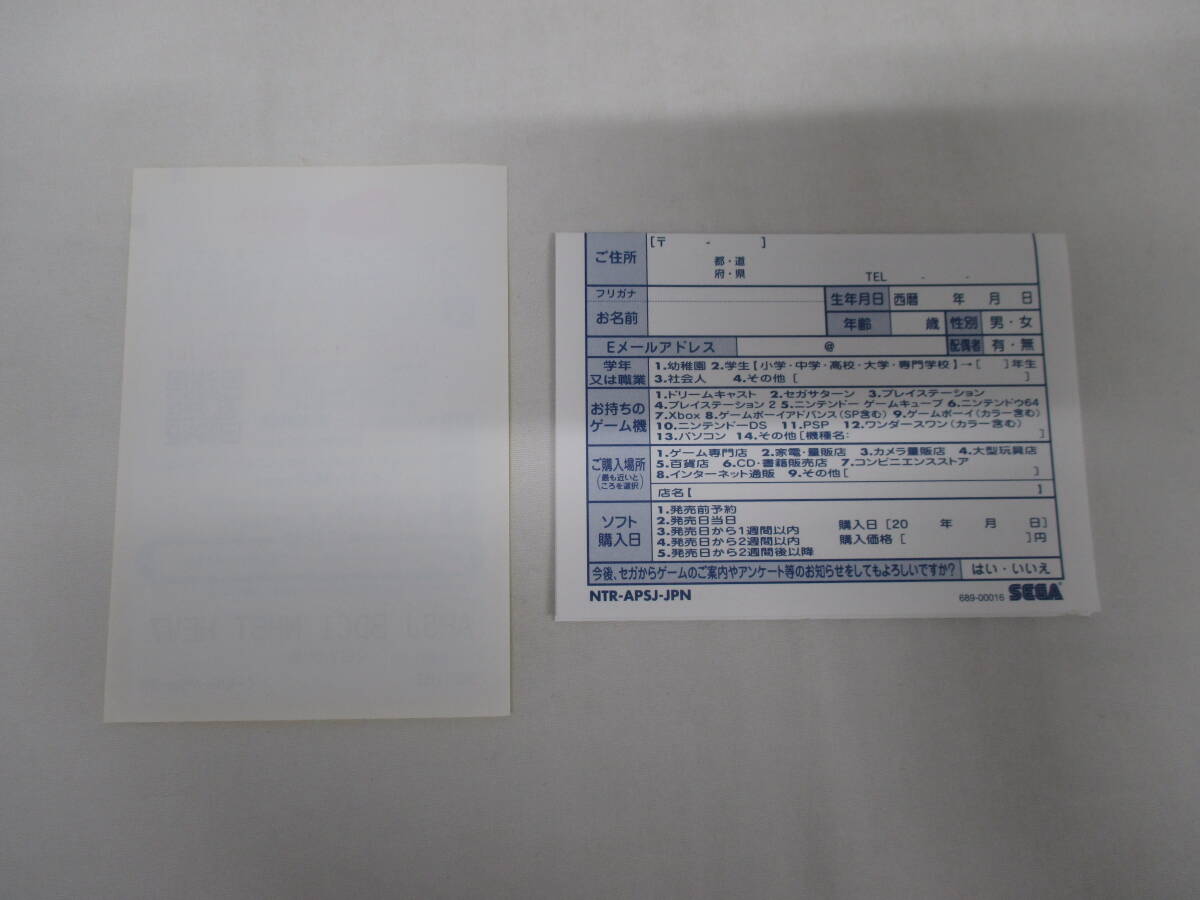 ご住所
[〒 - ]
都・道
府・県
TEL - -
フリガナ
お名前
生年月日 西暦 年 月 日
年齢 歳 性別 男・女
Eメールアドレス @ 配偶者 有・無
学年
又は職業
1.幼稚園 2.学生【小学・中学・高校・大学・専門学校】→[ ]年生
3.社会人 4.その他[ ]
お持ちの
ゲーム機
1.ドリームキャスト 2.セガサターン 3.プレイステーション
4.プレイステーション2 5.ニンテンドー ゲームキューブ 6.ニンテンドウ64
7.Xbox 8.ゲームボーイアドバンス(SP含む) 9.ゲームボーイ(カラー含む)
10.ニンテンドーDS 11.PSP 12.ワンダースワン(カラー含む)
13.パソコン 14.その他[機種名: ]
ご購入場所
(最も近いと
ころを選択)
1.ゲーム専門店 2.家電・量販店 3.カメラ量販店 4.大型玩具店
5.百貨店 6.CD・書籍販売店 7.コンビニエンスストア
8.インターネット通販 9.その他[ ]
店名[ ]
ソフト
購入日
1.発売前予約
2.発売日当日
3.発売日から1週間以内 購入日[20 年 月 日]
4.発売日から2週間以内 購入価格[ ]円
5.発売日から2週間後以降
今後、セガからゲームのご案内やアンケート等のお知らせをしてもよろしいですか? はい・いいえ
NTR-APSJ-JPN
689-00016 SEGA